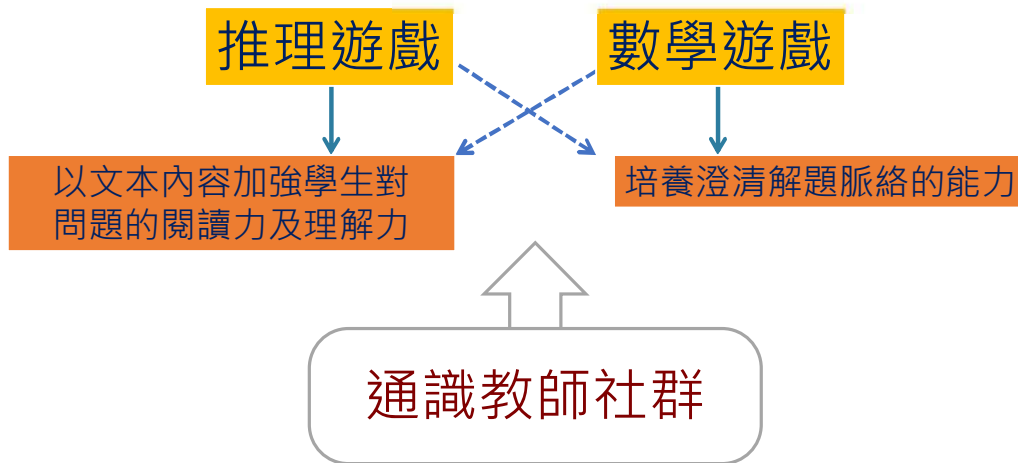 推理遊戲
數學遊戲
以文本內容加強學生對
問題的閱讀力及理解力
培養澄清解題脈絡的能力
通識教師社群